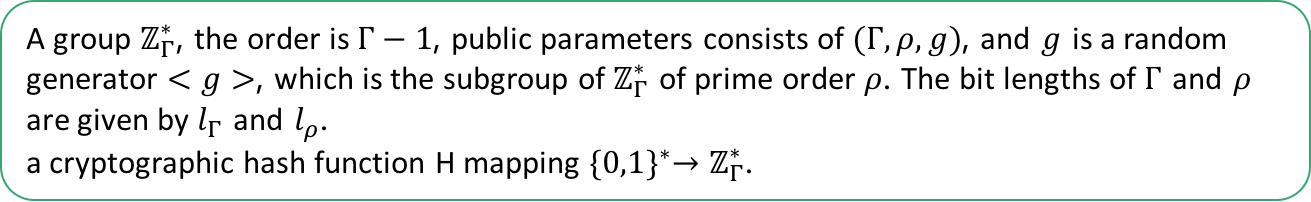 A group ℤ*_Γ, the order is Γ − 1, public parameters consists of (Γ, ρ, g), and g is a random
generator < g >, which is the subgroup of ℤ*_Γ of prime order ρ. The bit lengths of Γ and ρ
are given by l_Γ and l_ρ.
a cryptographic hash function H mapping {0,1}*→ ℤ*_Γ.